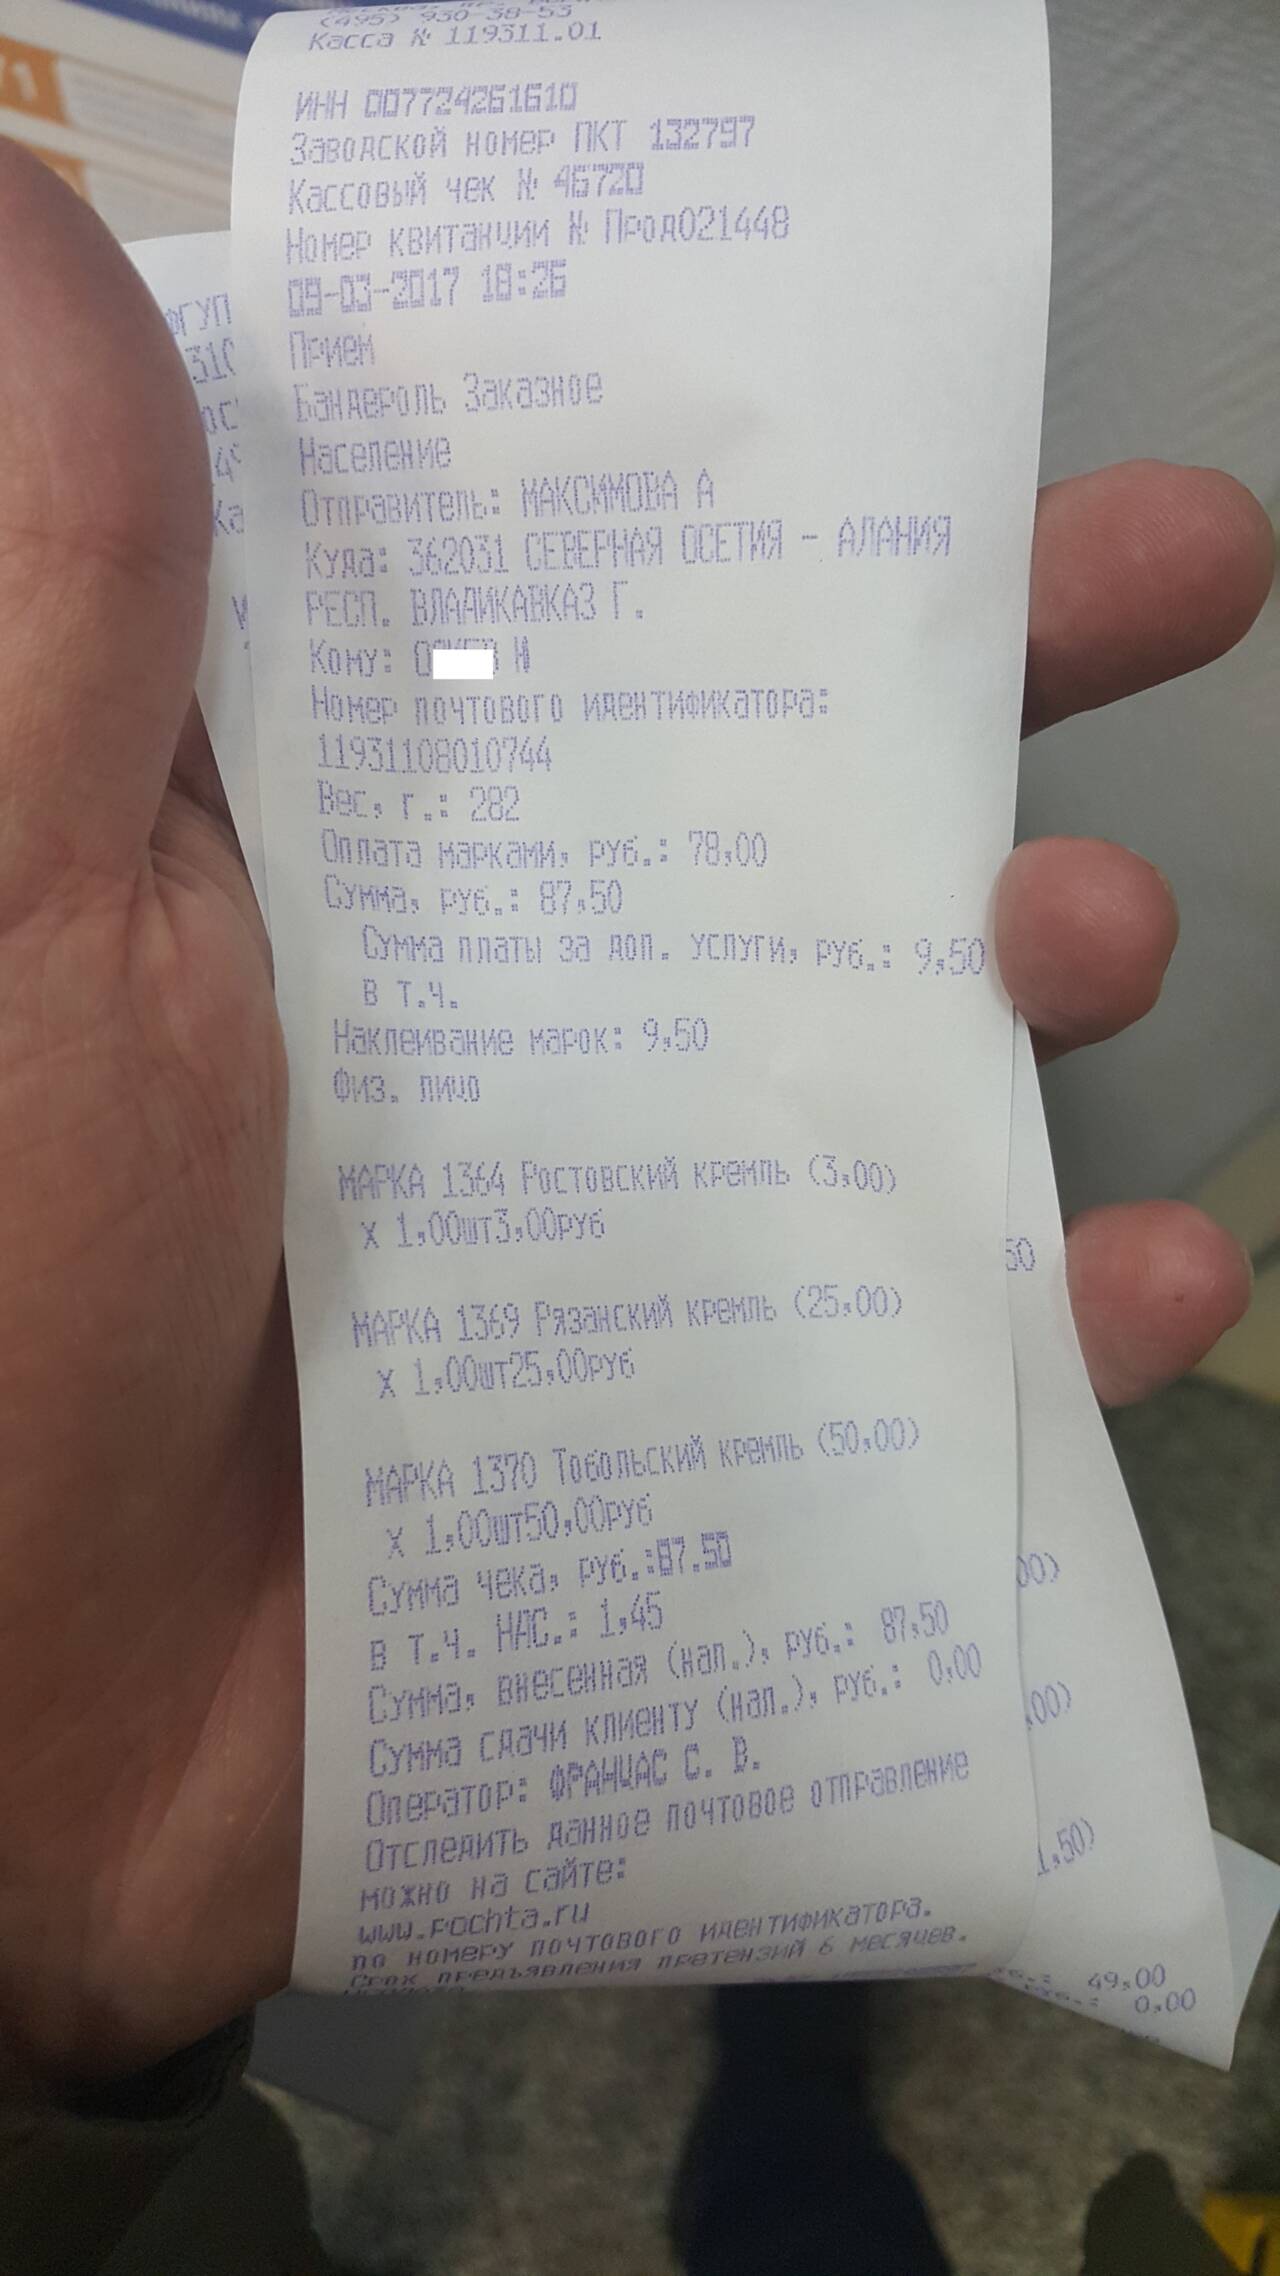 (495) 930-38-53
Касса № 119311.01
ИНН 007724261610
Заводской номер ПКТ 132797
Кассовый чек № 46720
Номер квитанции № Прод021448
09-03-2017 18:26
Прием
Бандероль Заказное
Население
Отправитель: МАКСИМОВА А
Куда: 362031 СЕВЕРНАЯ ОСЕТИЯ - АЛАНИЯ
РЕСП. ВЛАДИКАВКАЗ Г.
Кому: И
Номер почтового идентификатора:
11931108010744
Вес, г.: 282
Оплата марками, руб.: 78,00
Сумма, руб.: 87,50
Сумма платы за доп. услуги, руб.: 9,50
в т.ч.
Наклеивание марок: 9,50
Физ. лицо
МАРКА 1364 Ростовский кремль (3,00)
х 1,00шт3,00руб
МАРКА 1369 Рязанский кремль (25,00)
х 1,00шт25,00руб
МАРКА 1370 Тобольский кремль (50,00)
х 1,00шт50,00руб
Сумма чека, руб.:87.50
в т.ч. НДС.: 1,45
Сумма, внесенная (нал.), руб.: 87,50
Сумма сдачи клиенту (нал.), руб.: 0,00
Оператор: ФРАНЦАС С. В.
Отследить данное почтовое отправление
можно на сайте:
www.pochta.ru
по номеру почтового идентификатора.
Срок предъявления претензий 6 месяцев.
49,00
0,00